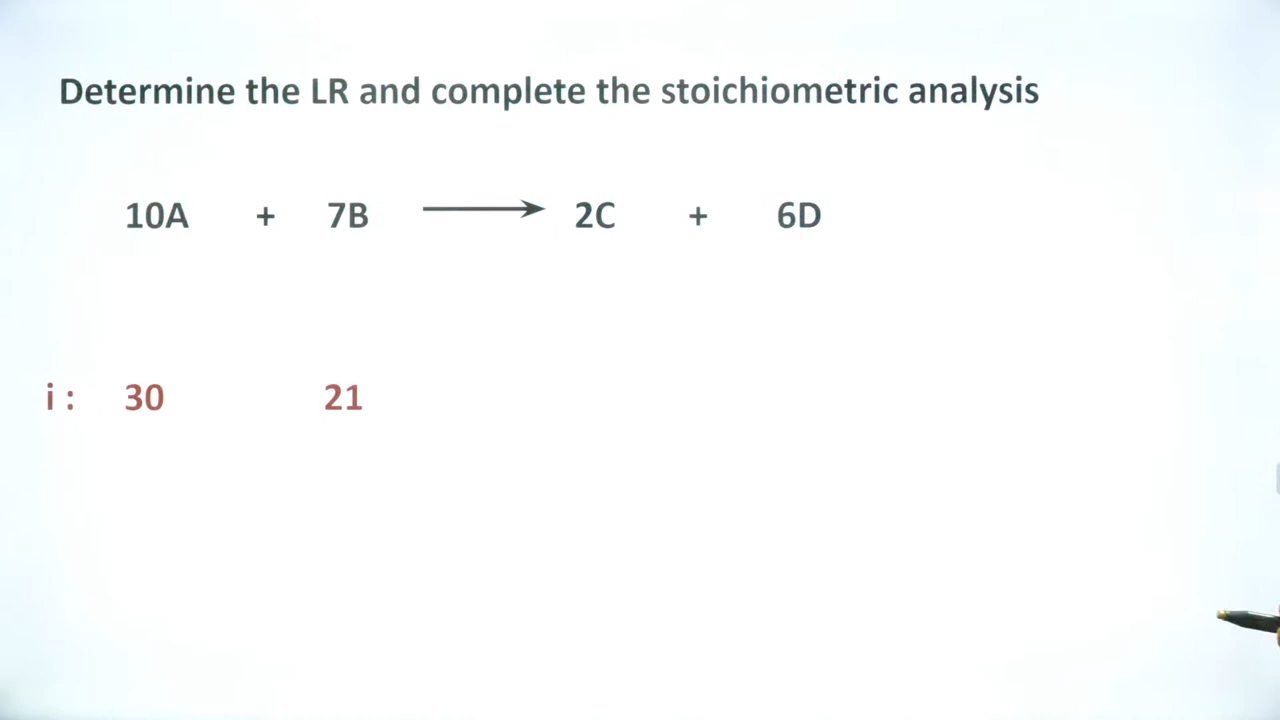 Determine the LR and complete the stoichiometric analysis
10A + 7B ⟶ 2C + 6D
i : 30 21